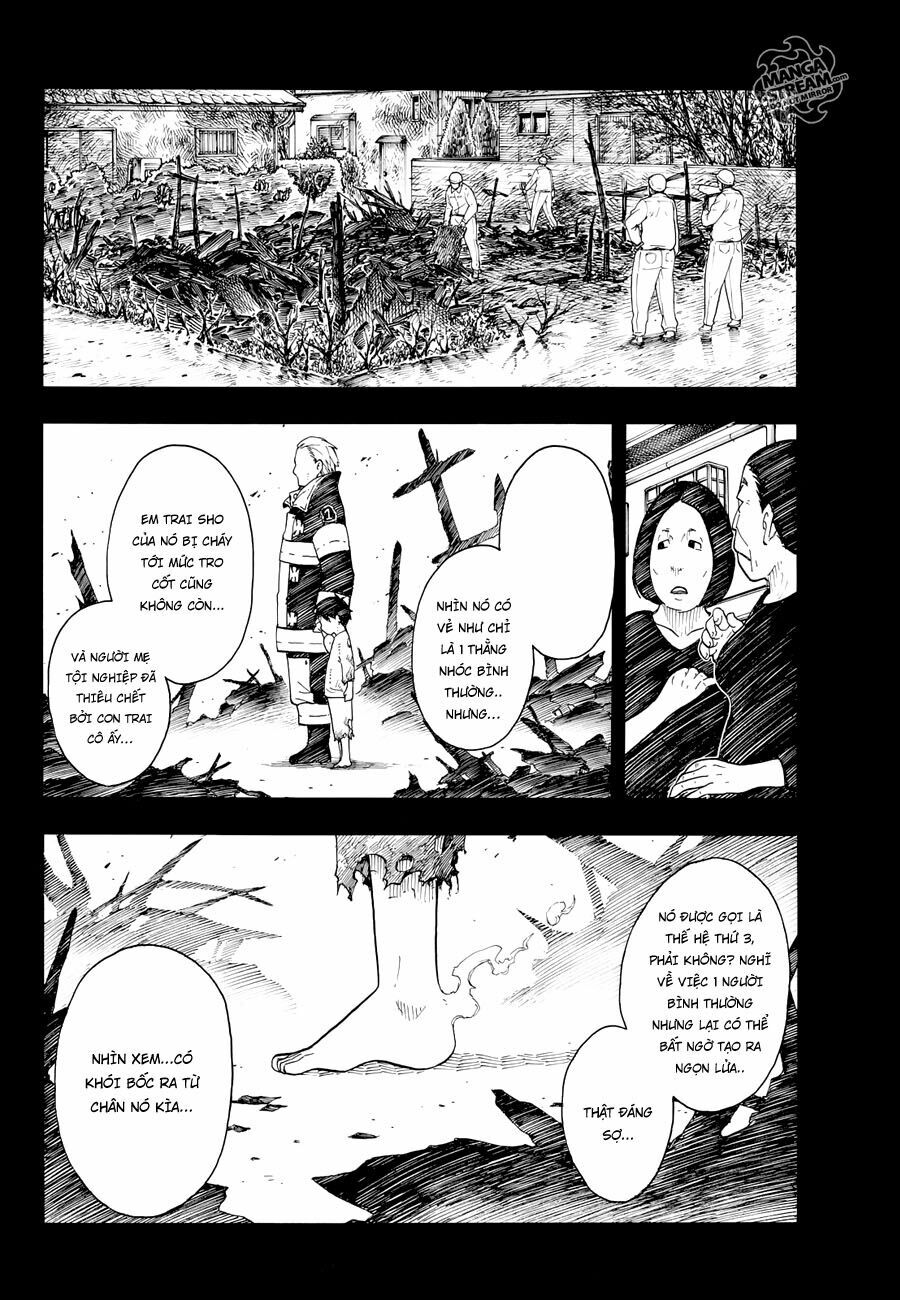 MANGA
STREAM.com
NHÌN NÓ CÓ
VẺ NHƯ CHỈ
LÀ 1 THẰNG
NHÓC BÌNH
THƯỜNG..
NHƯNG...
EM TRAI SHO
CỦA NÓ BỊ CHÁY
TỚI MỨC TRO
CỐT CŨNG
KHÔNG CÒN...
VÀ NGƯỜI MẸ
TỘI NGHIỆP ĐÃ
THIÊU CHẾT
BỞI CON TRAI
CÔ ẤY...
1
NÓ ĐƯỢC GỌI LÀ
THẾ HỆ THỨ 3,
PHẢI KHÔNG? NGHĨ
VỀ VIỆC 1 NGƯỜI
BÌNH THƯỜNG
NHƯNG LẠI CÓ THỂ
BẤT NGỜ TẠO RA
NGỌN LỬA..
THẬT ĐÁNG
SỢ...
NHÌN XEM...CÓ
KHÓI BỐC RA TỪ
CHÂN NÓ KÌA...